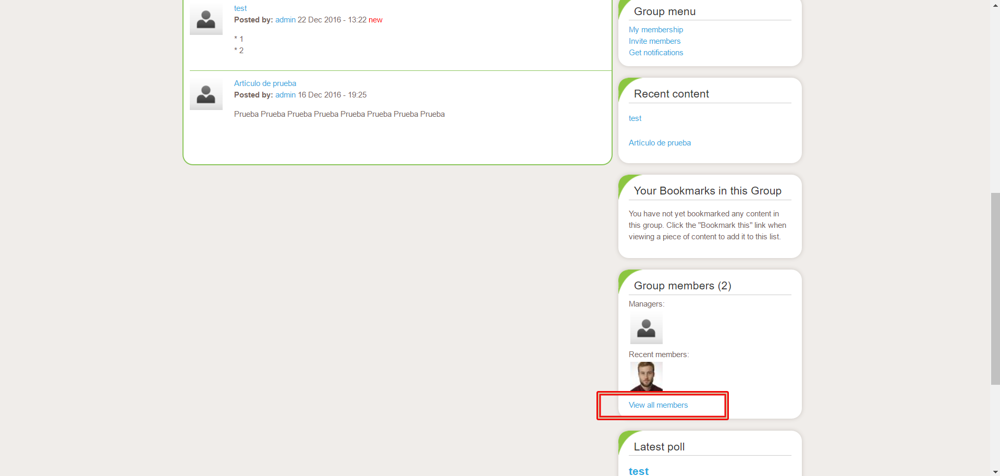 test
Posted by: admin 22 Dec 2016 - 13:22 new
* 1
* 2
Artículo de prueba
Posted by: admin 16 Dec 2016 - 19:25
Prueba Prueba Prueba Prueba Prueba Prueba Prueba Prueba
Group menu
My membership
Invite members
Get notifications
Recent content
test
Artículo de prueba
Your Bookmarks in this Group
You have not yet bookmarked any content in
this group. Click the "Bookmark this" link when
viewing a piece of content to add it to this list.
Group members (2)
Managers:
Recent members:
View all members
Latest poll
test